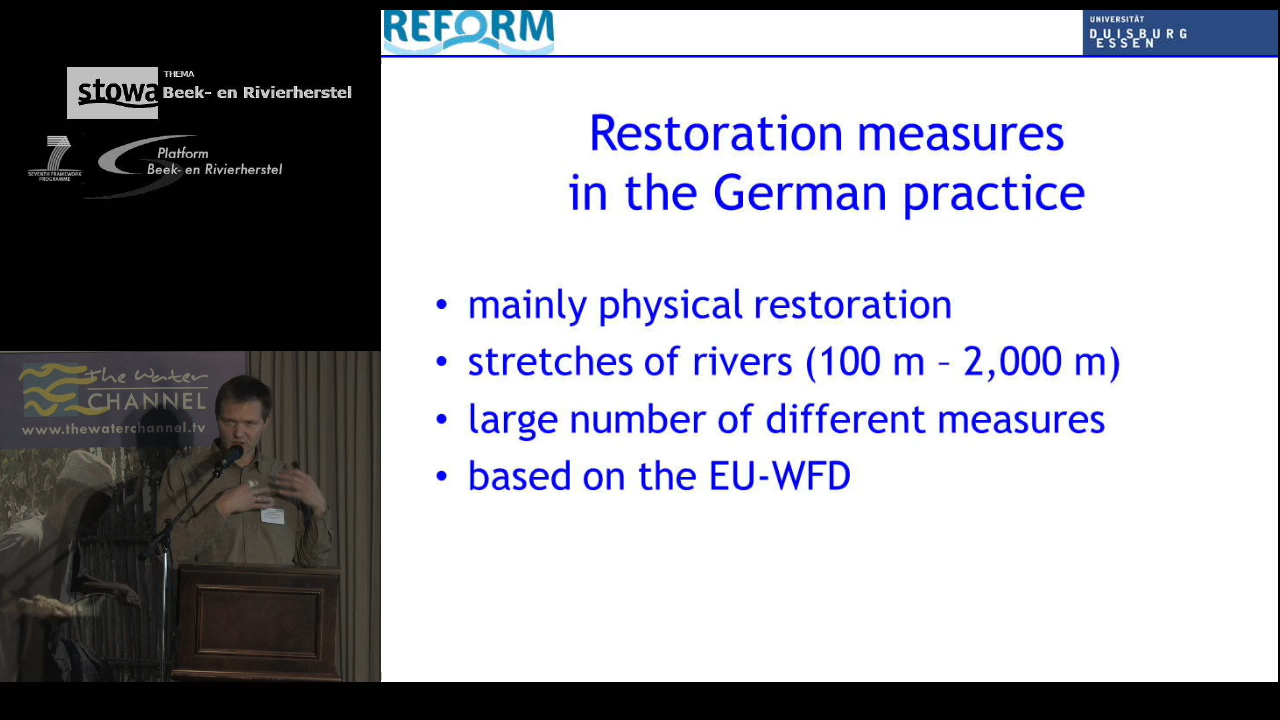 stowa
THEMA
Beek- en Rivierherstel
SEVENTH FRAMEWORK
PROGRAMME
Platform
Beek- en Rivierherstel
the water
CHANNEL
www.thewaterchannel.tv
REFORM
UNIVERSITÄT
DUISBURG
ESSEN
Restoration measures
in the German practice
• mainly physical restoration
• stretches of rivers (100 m – 2,000 m)
• large number of different measures
• based on the EU-WFD